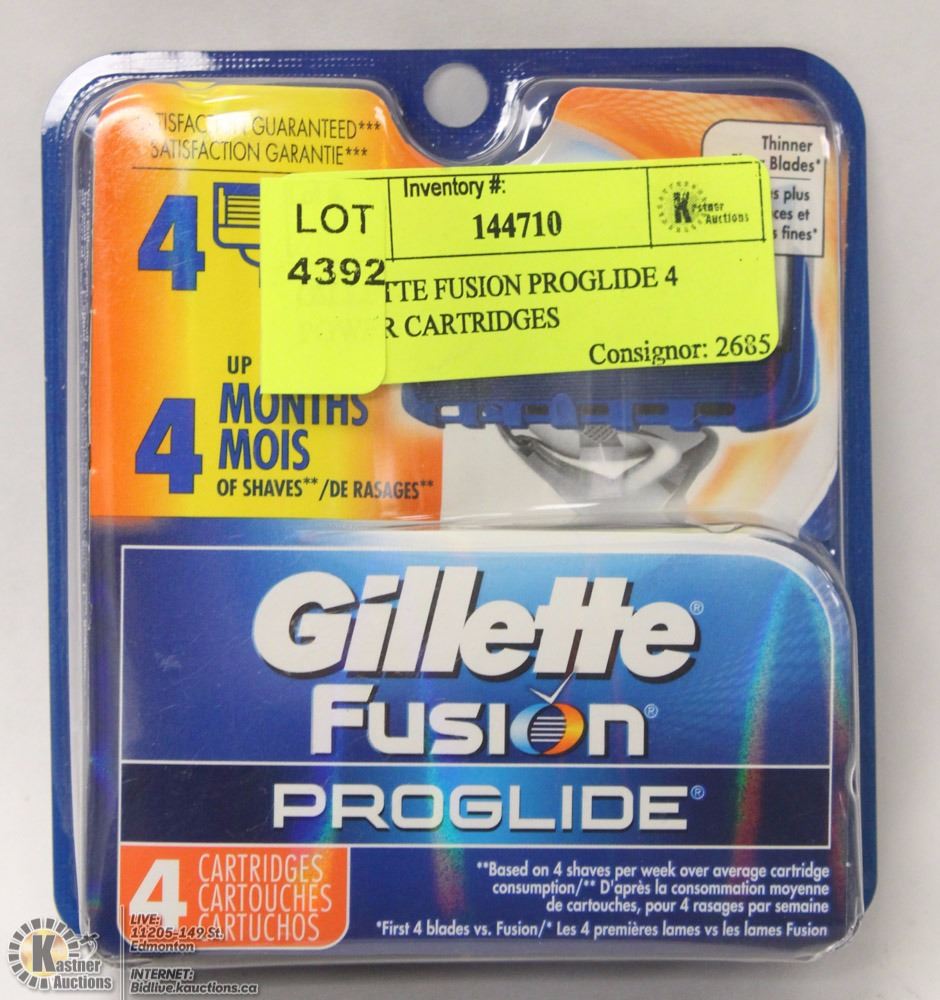 GUARANTEED***
SATISFACTION GARANTIE***
4
Thinner
Blades*
plus
et
fines*
LOT
4392
Inventory #:
144710
Kastner
Auctions
FUSION PROGLIDE 4
CARTRIDGES
Consignor: 2685
UP
4 MONTHS
MOIS
OF SHAVES**/DE RASAGES**
Gillette®
Fusion®
PROGLIDE®
4 CARTRIDGES
CARTOUCHES
CARTUCHOS
**Based on 4 shaves per week over average cartridge
consumption/** D'après la consommation moyenne
de cartouches, pour 4 rasages par semaine
*First 4 blades vs. Fusion/* Les 4 premières lames vs les lames Fusion
Kastner
Auctions
LIVE:
11205-149 St.
Edmonton
INTERNET:
Bidlive.kauctions.ca